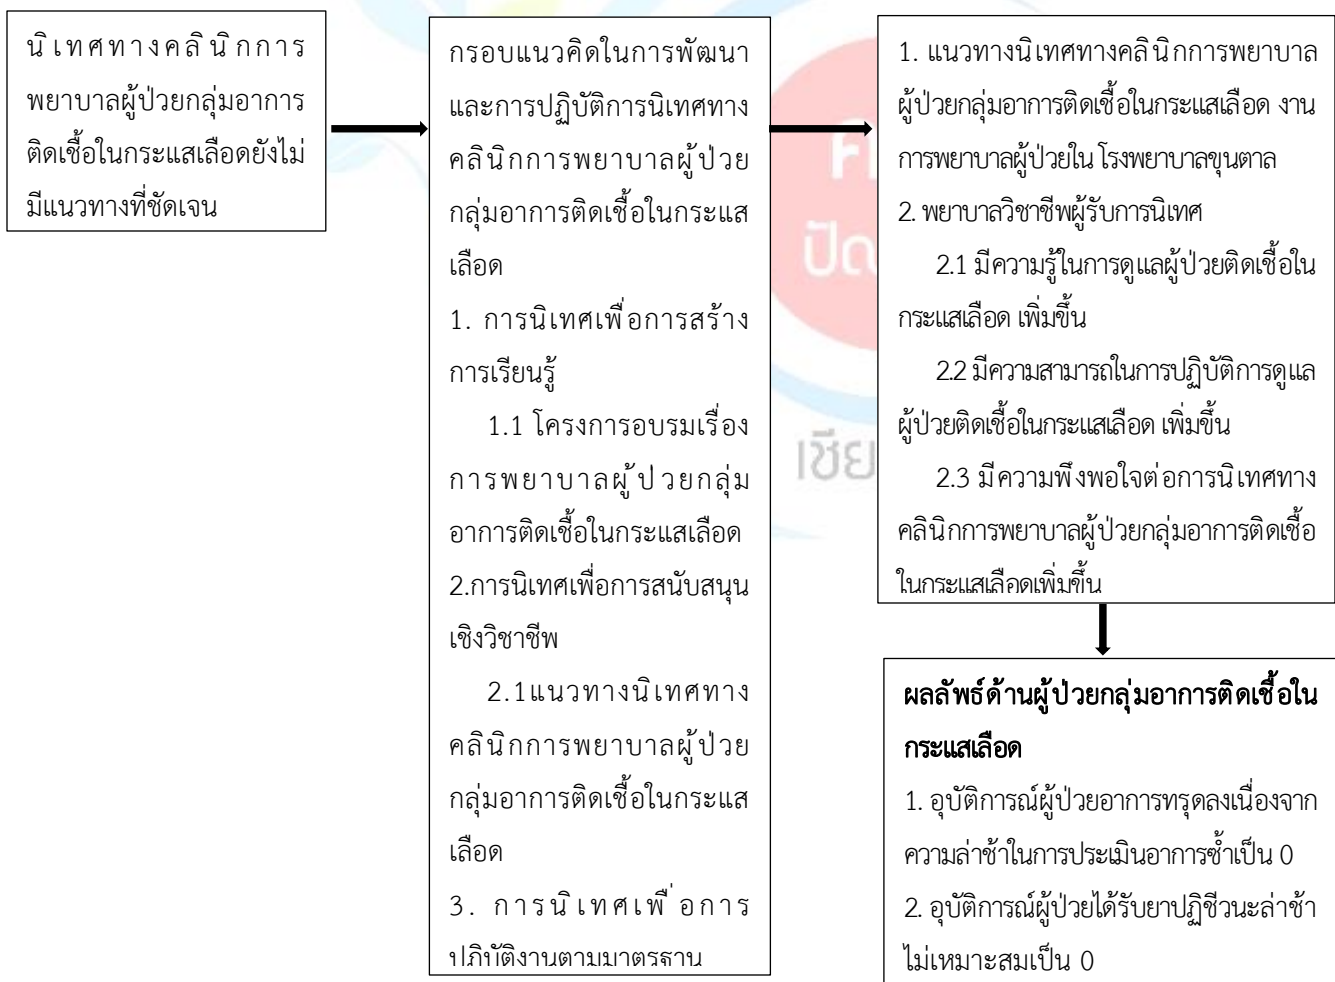 นิเทศทางคลินิกการ
พยาบาลผู้ป่วยกลุ่มอาการ
ติดเชื้อในกระแสเลือดยังไม่
มีแนวทางที่ชัดเจน
กรอบแนวคิดในการพัฒนา
และการปฏิบัติการนิเทศทาง
คลินิกการพยาบาลผู้ป่วย
กลุ่มอาการติดเชื้อในกระแส
เลือด
1. การนิเทศเพื่อการสร้าง
การเรียนรู้
1.1 โครงการอบรมเรื่อง
การพยาบาลผู้ป่วยกลุ่ม
อาการติดเชื้อในกระแสเลือด
2.การนิเทศเพื่อการสนับสนุน
เชิงวิชาชีพ
2.1แนวทางนิเทศทาง
คลินิกการพยาบาลผู้ป่วย
กลุ่มอาการติดเชื้อในกระแส
เลือด
3. การนิเทศเพื่อการ
ปฏิบัติงานตามมาตรฐาน
1. แนวทางนิเทศทางคลินิกการพยาบาล
ผู้ป่วยกลุ่มอาการติดเชื้อในกระแสเลือด งาน
การพยาบาลผู้ป่วยใน โรงพยาบาลขุนตาล
2. พยาบาลวิชาชีพผู้รับการนิเทศ
2.1 มีความรู้ในการดูแลผู้ป่วยติดเชื้อใน
กระแสเลือด เพิ่มขึ้น
2.2 มีความสามารถในการปฏิบัติการดูแล
ผู้ป่วยติดเชื้อในกระแสเลือด เพิ่มขึ้น
2.3 มีความพึงพอใจต่อการนิเทศทาง
คลินิกการพยาบาลผู้ป่วยกลุ่มอาการติดเชื้อ
ในกระแสเลือดเพิ่มขึ้น
ผลลัพธ์ด้านผู้ป่วยกลุ่มอาการติดเชื้อใน
กระแสเลือด
1. อุบัติการณ์ผู้ป่วยอาการทรุดลงเนื่องจาก
ความล่าช้าในการประเมินอาการซ้ำเป็น 0
2. อุบัติการณ์ผู้ป่วยได้รับยาปฏิชีวนะล่าช้า
ไม่เหมาะสมเป็น 0